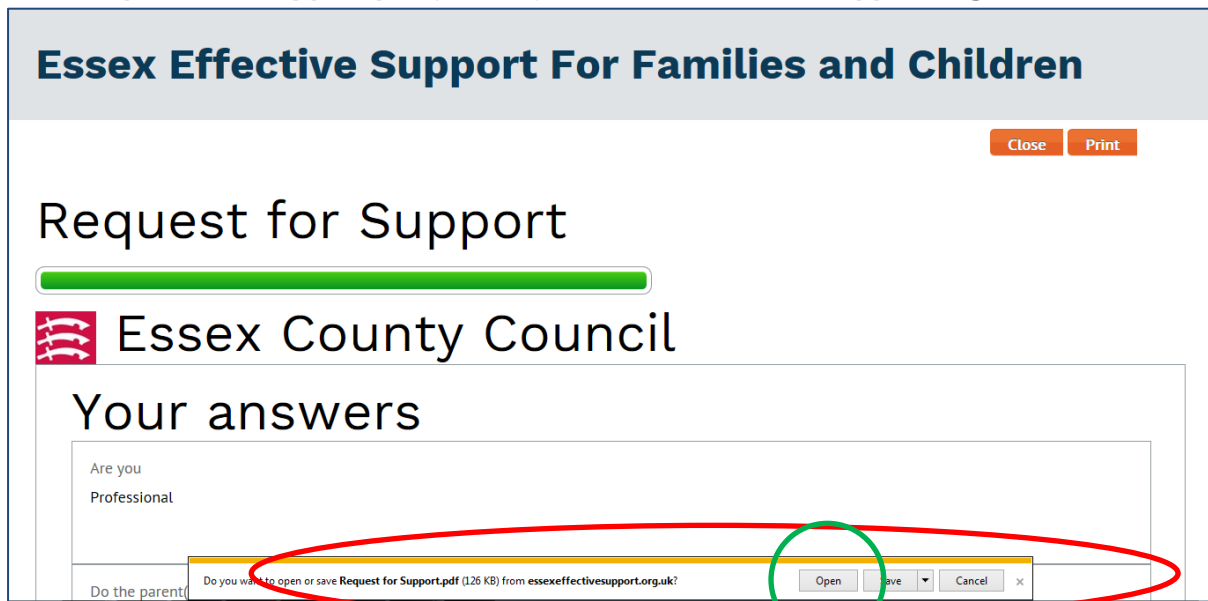 Essex Effective Support For Families and Children
Close Print
Request for Support
Essex County Council
Your answers
Are you
Professional
Do you want to open or save Request for Support.pdf (126 KB) from essexeffectivesupport.org.uk? Open Save Cancel ×
Do the parent(